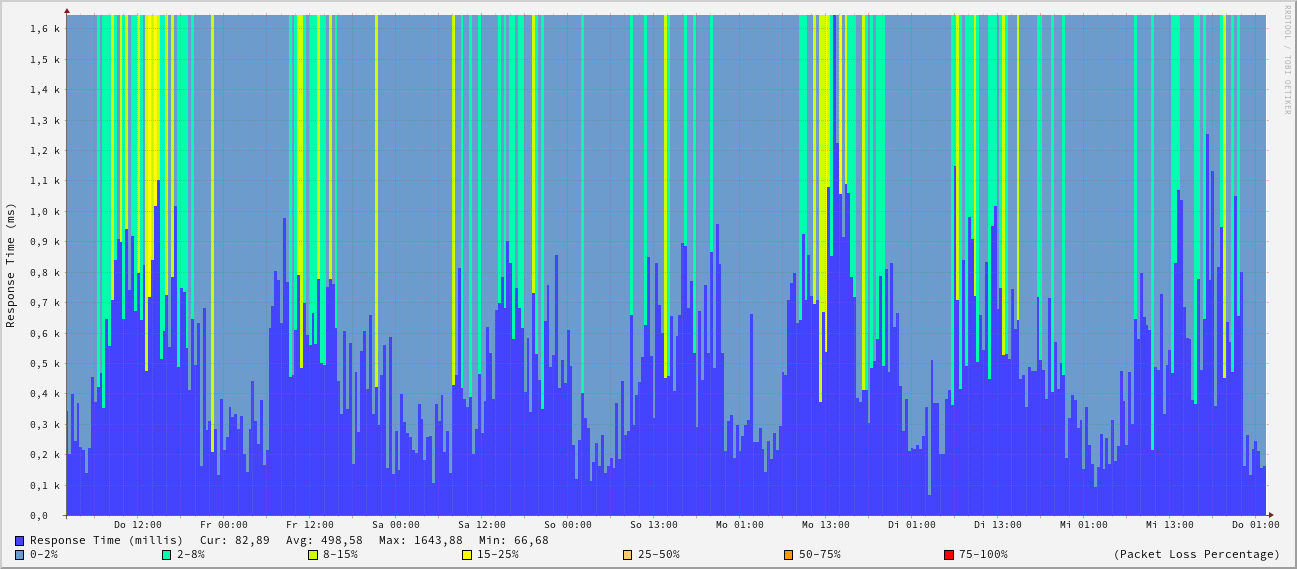 RRDTOOL / TOBI OETIKER
Response Time (ms)
1,6 k
1,5 k
1,4 k
1,3 k
1,2 k
1,1 k
1,0 k
0,9 k
0,8 k
0,7 k
0,6 k
0,5 k
0,4 k
0,3 k
0,2 k
0,1 k
0,0
Do 12:00 Fr 00:00 Fr 12:00 Sa 00:00 Sa 12:00 So 00:00 So 13:00 Mo 01:00 Mo 13:00 Di 01:00 Di 13:00 Mi 01:00 Mi 13:00 Do 01:00
Response Time (millis) Cur: 82,89 Avg: 498,58 Max: 1643,88 Min: 66,68
0-2% 2-8% 8-15% 15-25% 25-50% 50-75% 75-100% (Packet Loss Percentage)